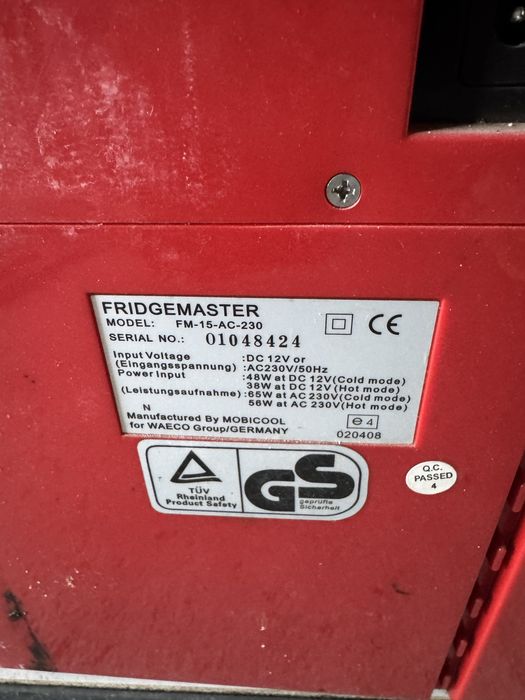 FRIDGEMASTER
MODEL: FM-15-AC-230
SERIAL NO.: 01048424
CE
Input Voltage :DC 12V or
(Eingangsspannung) :AC230V/50Hz
Power Input :48W at DC 12V(Cold mode)
38W at DC 12V(Hot mode)
(Leistungsaufnahme) :65W at AC 230V(Cold mode)
56W at AC 230V(Hot mode)
N
Manufactured By MOBICOOL
for WAECO Group/GERMANY
e 4
020408
TÜV
Rheinland
Product Safety
GS
geprüfte
Sicherheit
Q.C.
PASSED
4